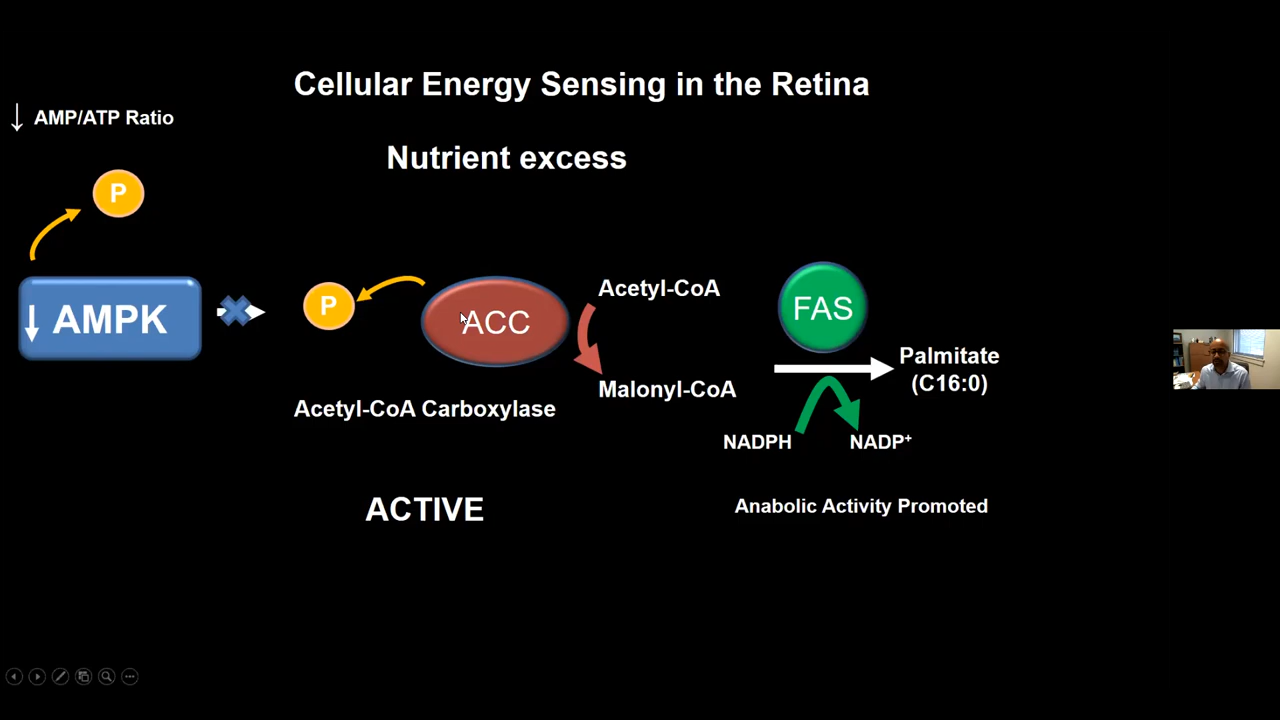 Cellular Energy Sensing in the Retina
↓ AMP/ATP Ratio
Nutrient excess
P
↓ AMPK
P
ACC
Acetyl-CoA
Malonyl-CoA
FAS
Palmitate
(C16:0)
Acetyl-CoA Carboxylase
NADPH
NADP⁺
ACTIVE
Anabolic Activity Promoted